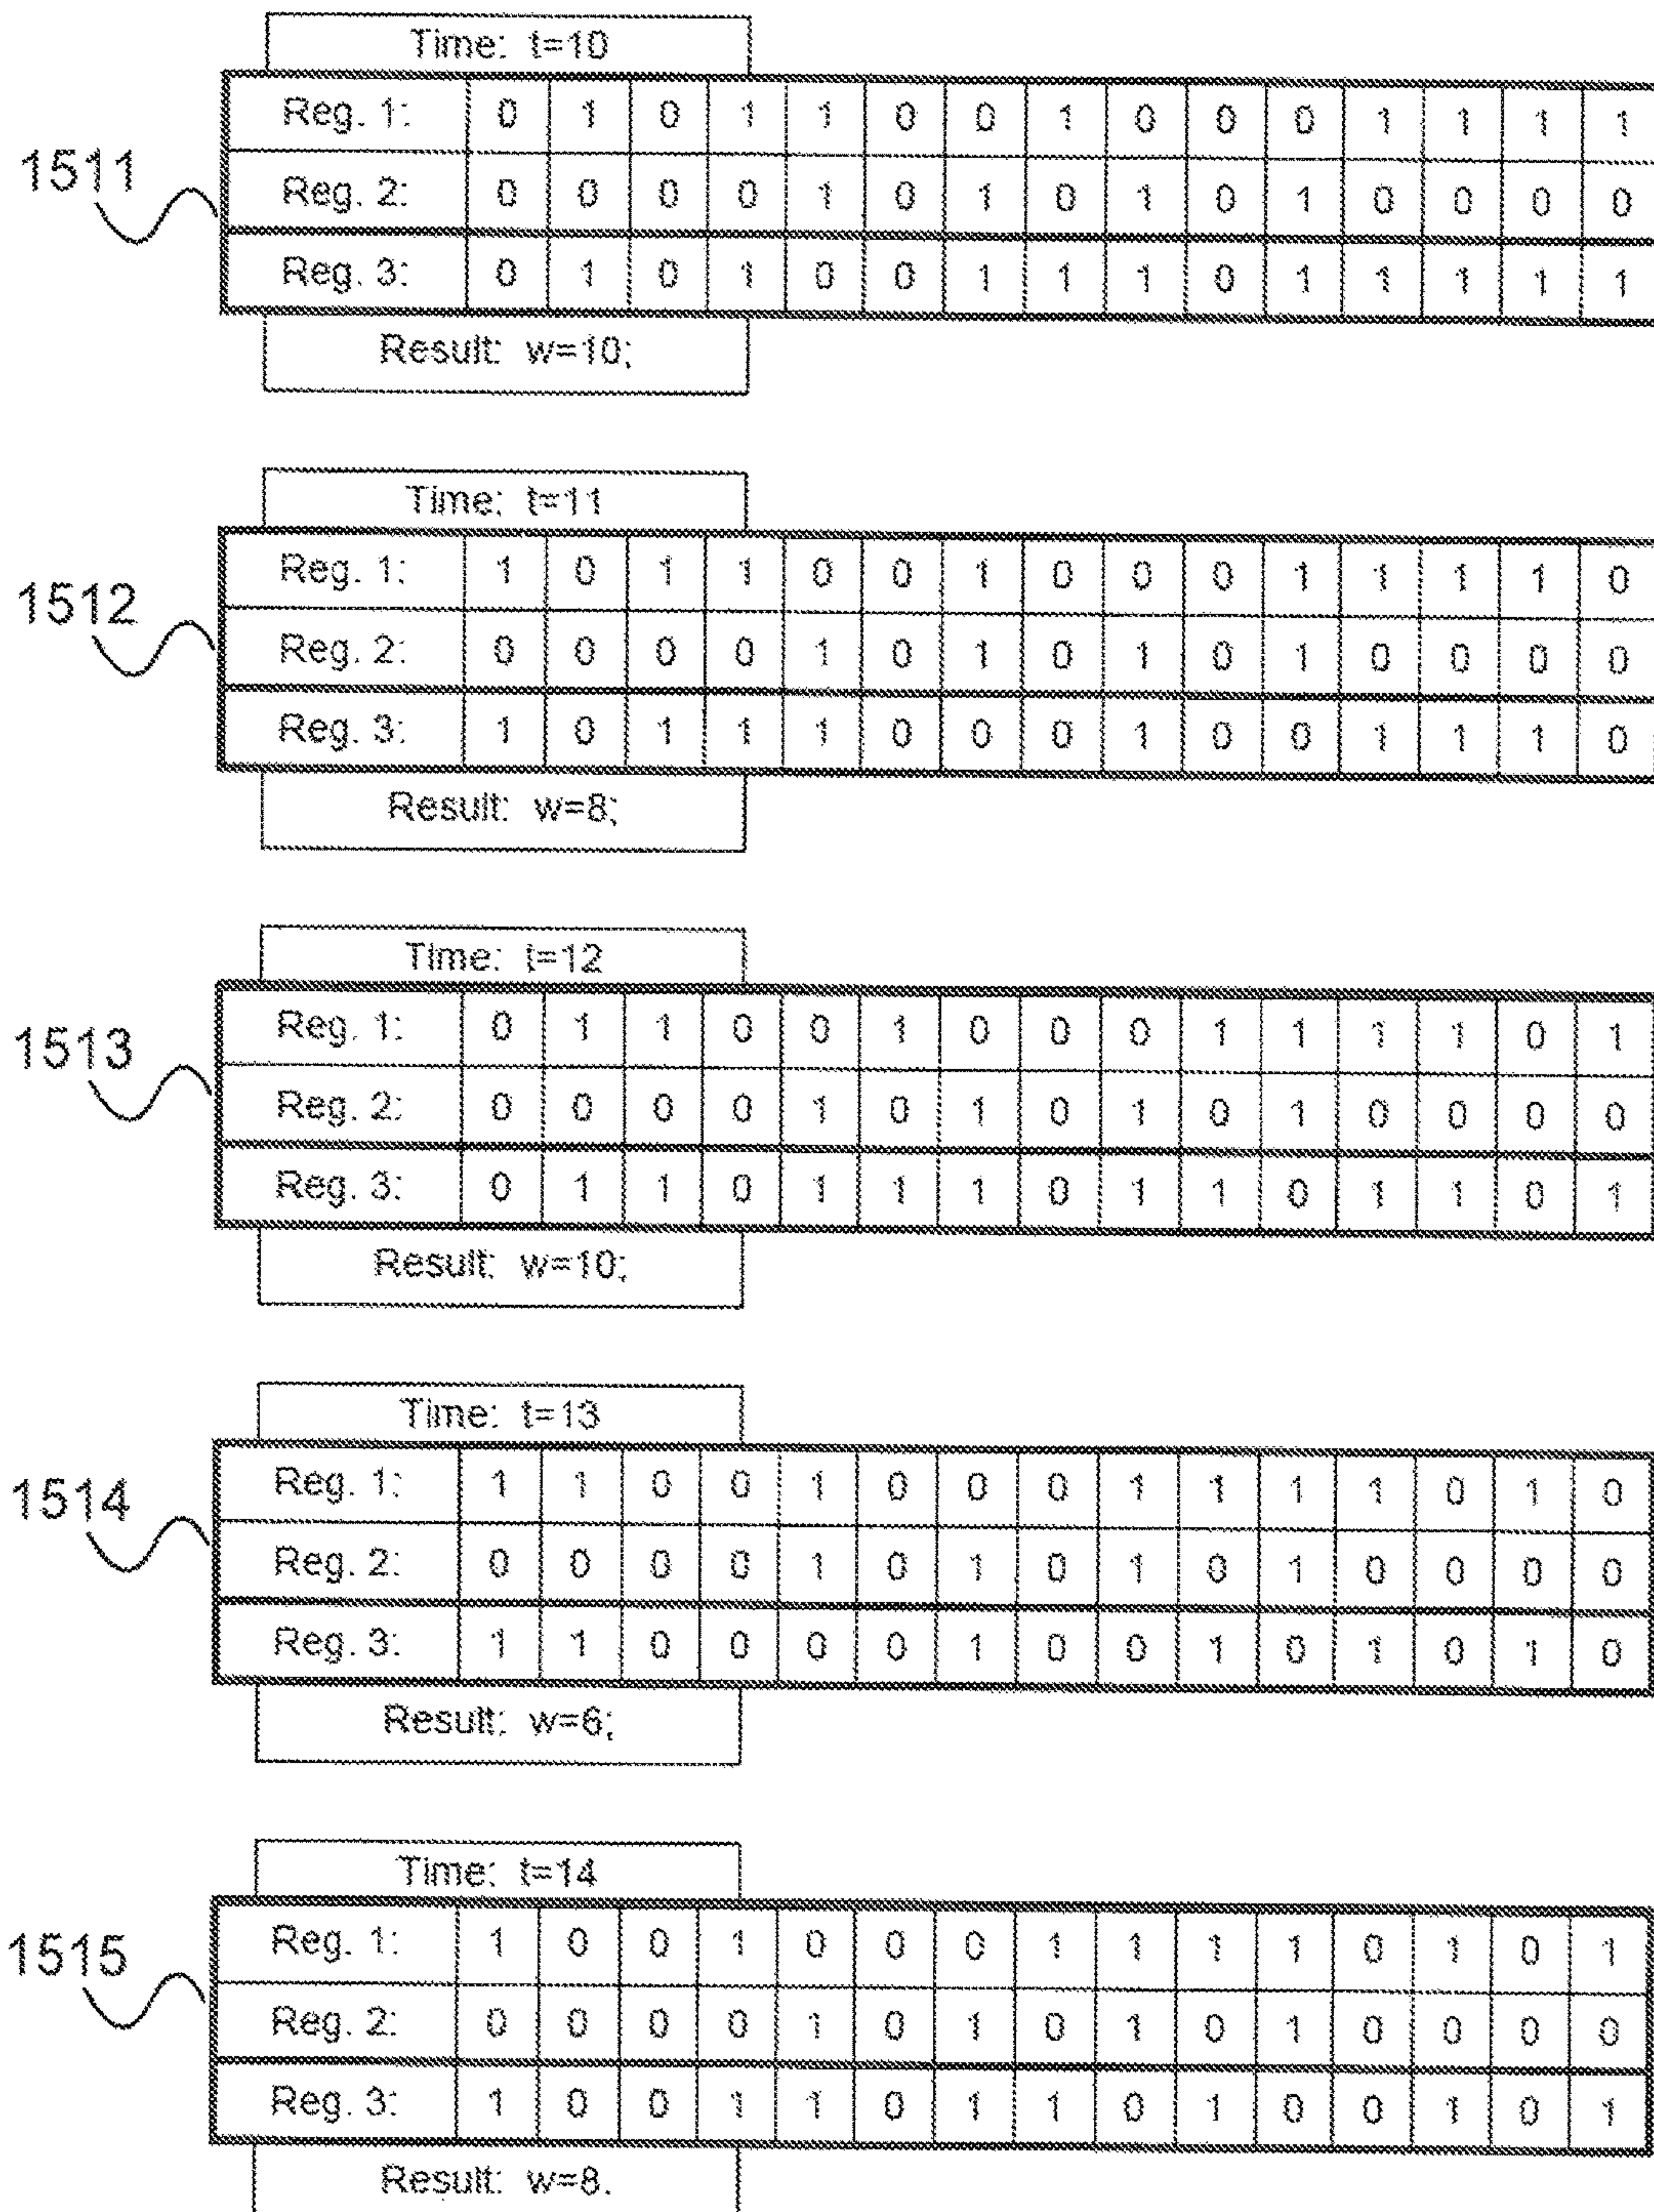 Time: t=10
Reg. 1: 0 1 0 1 1 0 0 1 0 0 0 1 1 1 1
1511
Reg. 2: 0 0 0 0 1 0 1 0 1 0 1 0 0 0 0
Reg. 3: 0 1 0 1 0 0 1 1 1 0 1 1 1 1 1
Result: w=10;
Time: t=11
Reg. 1: 1 0 1 1 0 0 1 0 0 0 1 1 1 1 0
1512
Reg. 2: 0 0 0 0 1 0 1 0 1 0 1 0 0 0 0
Reg. 3: 1 0 1 1 1 0 0 0 1 0 0 1 1 1 0
Result: w=8;
Time: t=12
Reg. 1: 0 1 1 0 0 1 0 0 0 1 1 1 1 0 1
1513
Reg. 2: 0 0 0 0 1 0 1 0 1 0 1 0 0 0 0
Reg. 3: 0 1 1 0 1 1 1 0 1 1 0 1 1 0 1
Result: w=10;
Time: t=13
Reg. 1: 1 1 0 0 1 0 0 0 1 1 1 1 0 1 0
1514
Reg. 2: 0 0 0 0 1 0 1 0 1 0 1 0 0 0 0
Reg. 3: 1 1 0 0 0 0 1 0 0 1 0 1 0 1 0
Result: w=6;
Time: t=14
Reg. 1: 1 0 0 1 0 0 0 1 1 1 1 0 1 0 1
1515
Reg. 2: 0 0 0 0 1 0 1 0 1 0 1 0 0 0 0
Reg. 3: 1 0 0 1 1 0 1 1 0 1 0 0 1 0 1
Result: w=8.